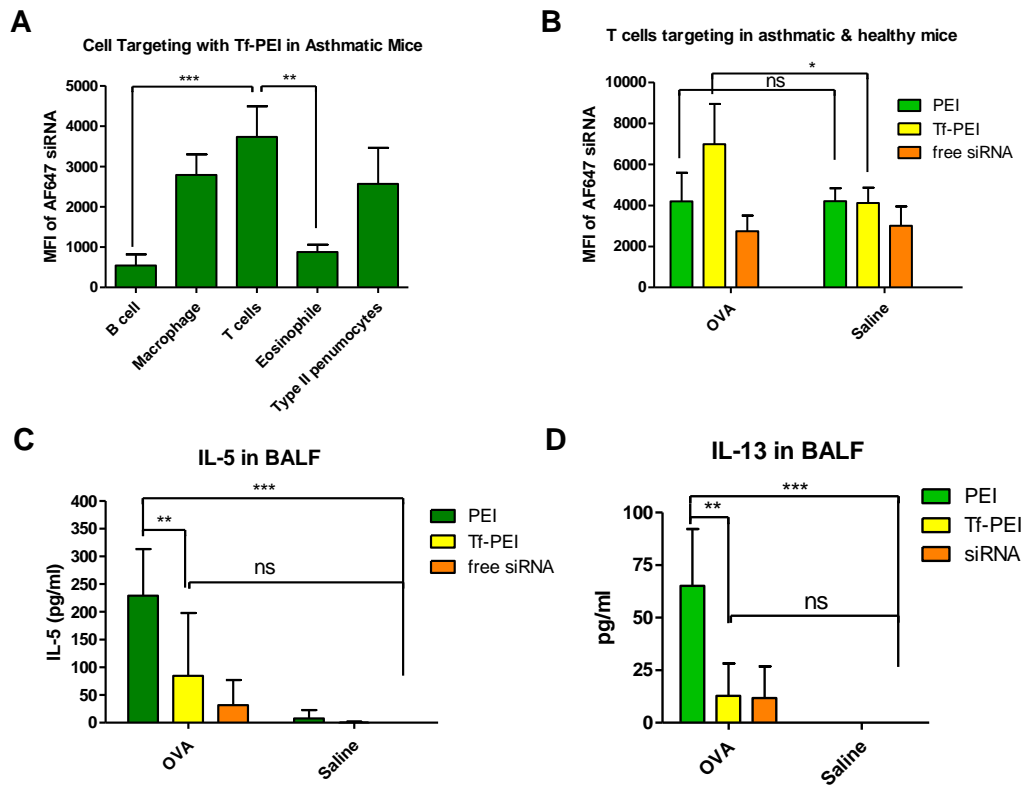 A
Cell Targeting with Tf-PEI in Asmathic Mice
MFI of AF647 siRNA
5000
4000
3000
2000
1000
0
***
**
B cell
Macrophage
T cells
Eosinophile
Type II penumocytes
B
T cells targeting in asthmatic & healthy mice
MFI of AF647 siRNA
10000
8000
6000
4000
2000
0
*
ns
PEI
Tf-PEI
free siRNA
OVA
Saline
C
IL-5 in BALF
IL-5 (pg/ml)
400
350
300
250
200
150
100
50
0
***
**
ns
PEI
Tf-PEI
free siRNA
OVA
Saline
D
IL-13 in BALF
pg/ml
100
75
50
25
0
***
**
ns
PEI
Tf-PEI
siRNA
OVA
Saline